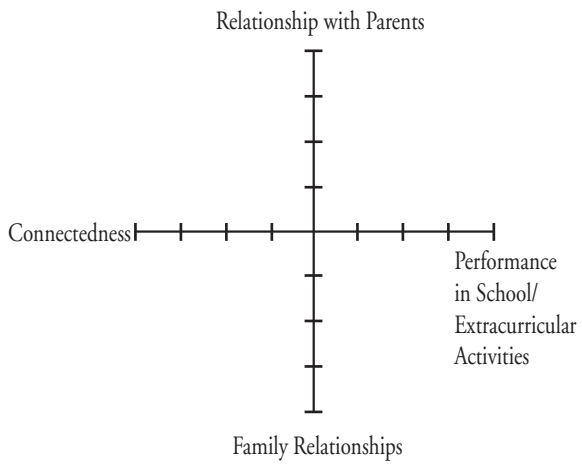 Relationship with Parents
Connectedness
Performance
in School/
Extracurricular
Activities
Family Relationships